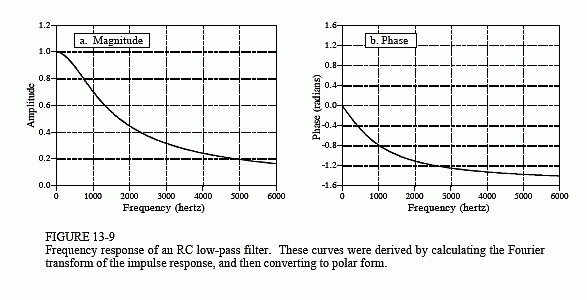 1.2
a. Magnitude
1.0
0.8
0.6
0.4
0.2
0.0
Amplitude
0 1000 2000 3000 4000 5000 6000
Frequency (hertz)
1.6
b. Phase
1.2
0.8
0.4
0.0
-0.4
-0.8
-1.2
-1.6
Phase (radians)
0 1000 2000 3000 4000 5000 6000
Frequency (hertz)
FIGURE 13-9
Frequency response of an RC low-pass filter. These curves were derived by calculating the Fourier
transform of the impulse response, and then converting to polar form.